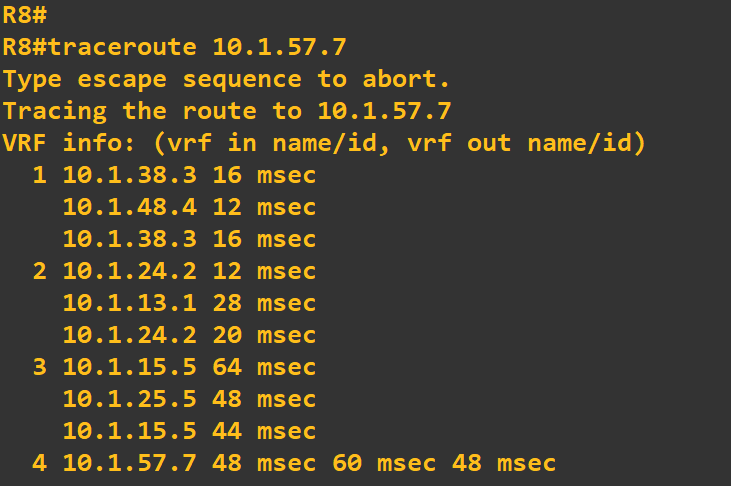 R8#
R8#traceroute 10.1.57.7
Type escape sequence to abort.
Tracing the route to 10.1.57.7
VRF info: (vrf in name/id, vrf out name/id)
  1 10.1.38.3 16 msec
    10.1.48.4 12 msec
    10.1.38.3 16 msec
  2 10.1.24.2 12 msec
    10.1.13.1 28 msec
    10.1.24.2 20 msec
  3 10.1.15.5 64 msec
    10.1.25.5 48 msec
    10.1.15.5 44 msec
  4 10.1.57.7 48 msec 60 msec 48 msec